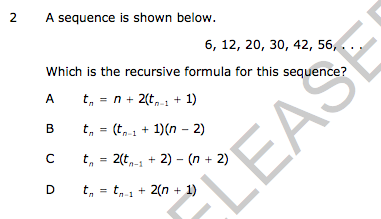 2 A sequence is shown below.
6, 12, 20, 30, 42, 56, . . .
Which is the recursive formula for this sequence?
A tₙ = n + 2(tₙ₋₁ + 1)
B tₙ = (tₙ₋₁ + 1)(n − 2)
C tₙ = 2(tₙ₋₁ + 2) − (n + 2)
D tₙ = tₙ₋₁ + 2(n + 1)